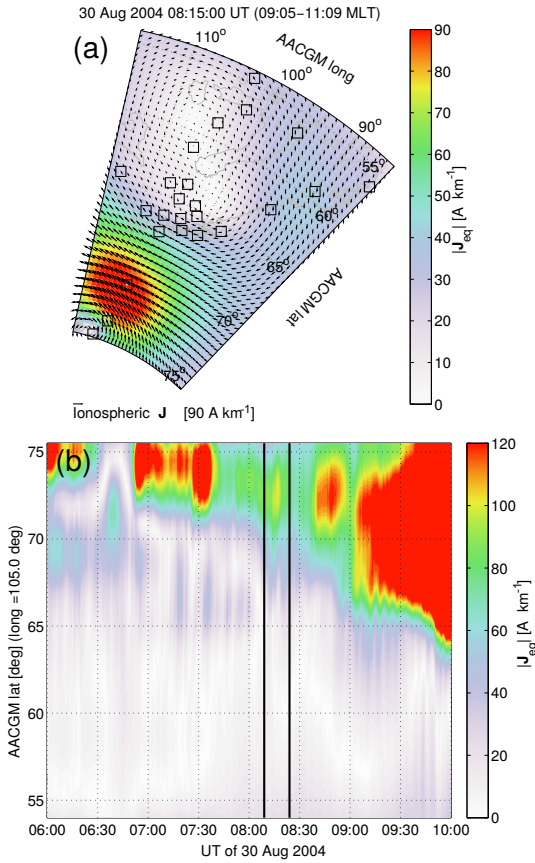 30 Aug 2004 08:15:00 UT (09:05−11:09 MLT)
(a)
110° AACGM long
100°
90°
55°
60°
65°
70°
75°
AACGM lat
90
80
70
60
50
40
30
20
10
0
|J_eq| [A km⁻¹]
Ionospheric J [90 A km⁻¹]
(b)
75
70
65
60
55
AACGM lat [deg] (long =105.0 deg)
06:00 06:30 07:00 07:30 08:00 08:30 09:00 09:30 10:00
UT of 30 Aug 2004
120
100
80
60
40
20
0
|J_eq| [A km⁻¹]